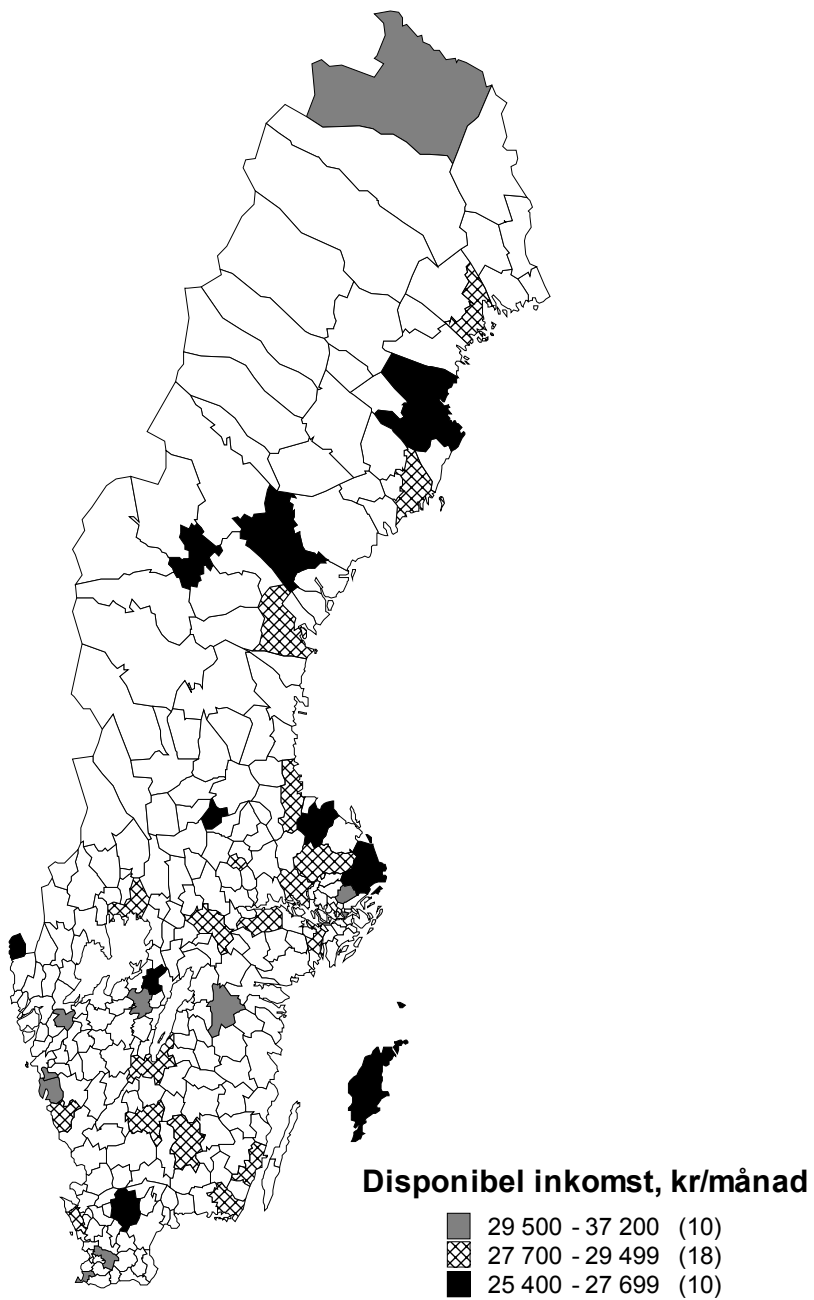 Disponibel inkomst, kr/månad
29 500 - 37 200 (10)
27 700 - 29 499 (18)
25 400 - 27 699 (10)